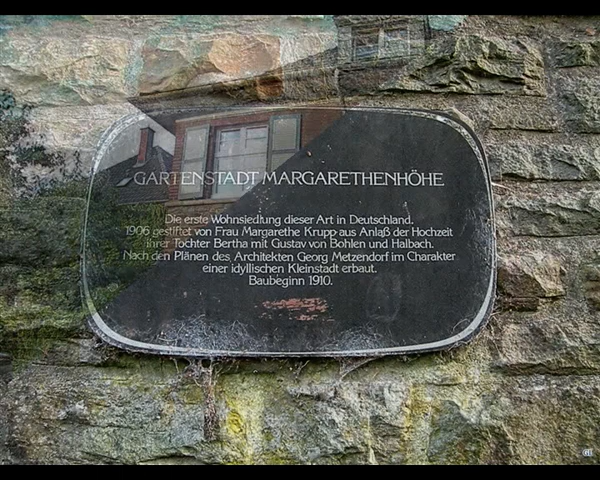 GARTENSTADT MARGARETHENHÖHE
Die erste Wohnsiedlung dieser Art in Deutschland.
1906 gestiftet von Frau Margarethe Krupp aus Anlaß der Hochzeit
ihrer Tochter Bertha mit Gustav von Bohlen und Halbach.
Nach den Plänen des Architekten Georg Metzendorf im Charakter
einer idyllischen Kleinstadt erbaut.
Baubeginn 1910.
GE